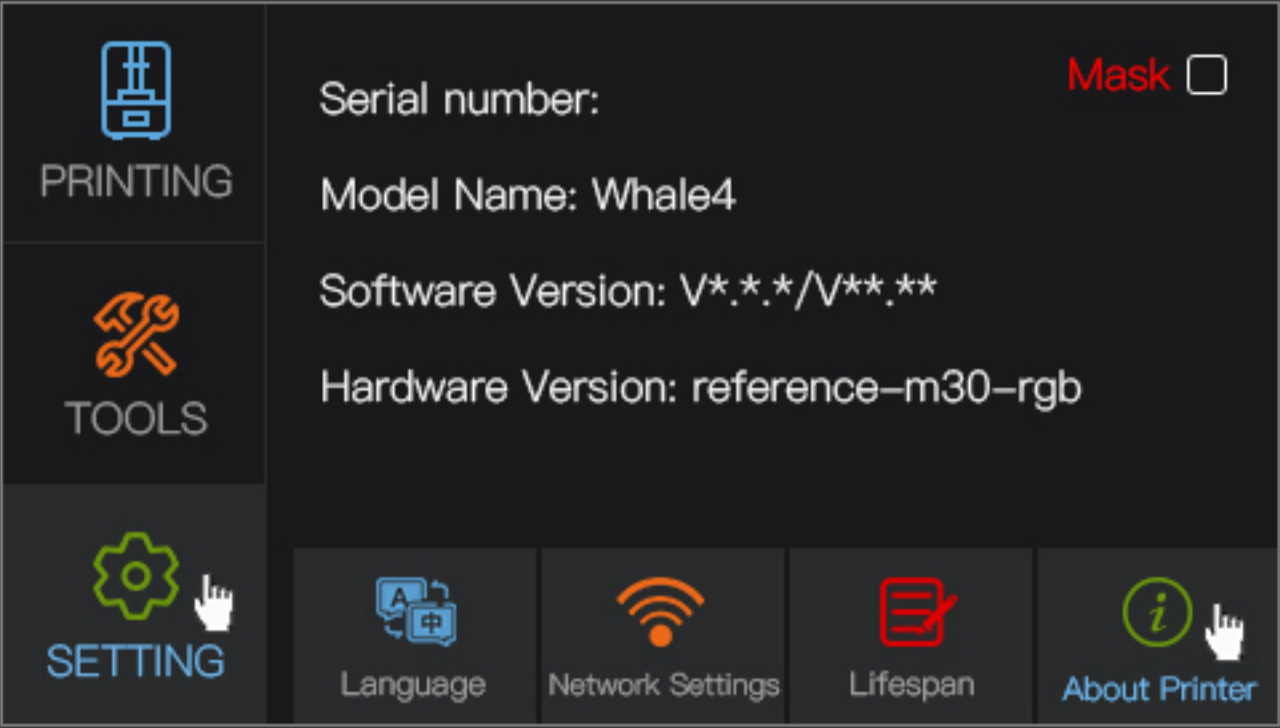 PRINTING
TOOLS
SETTING
Mask
Serial number:
Model Name: Whale4
Software Version: V*.*.*/V**.**
Hardware Version: reference-m30-rgb
A
中
Language
Network Settings
Lifespan
i
About Printer